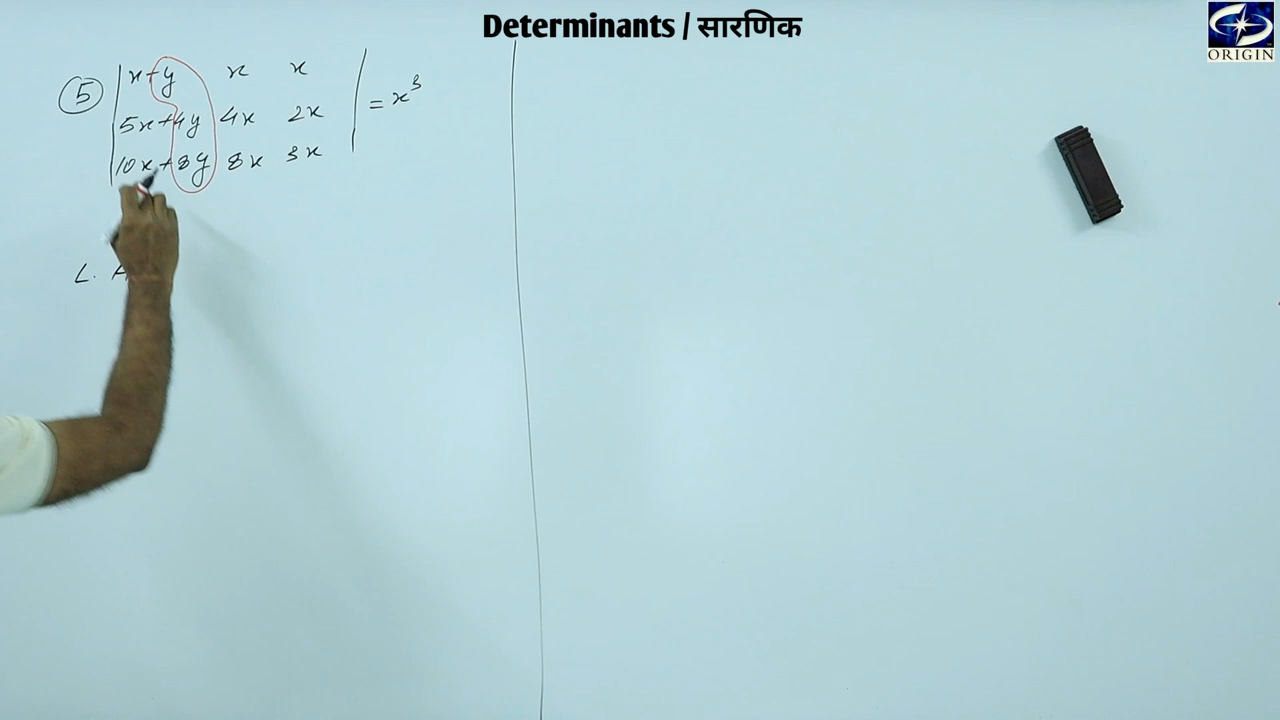 Determinants / सारणिक
ORIGIN
5 | x+y x x |
| 5x+4y 4x 2x | = x³
| 10x+8y 8x 3x |
L.